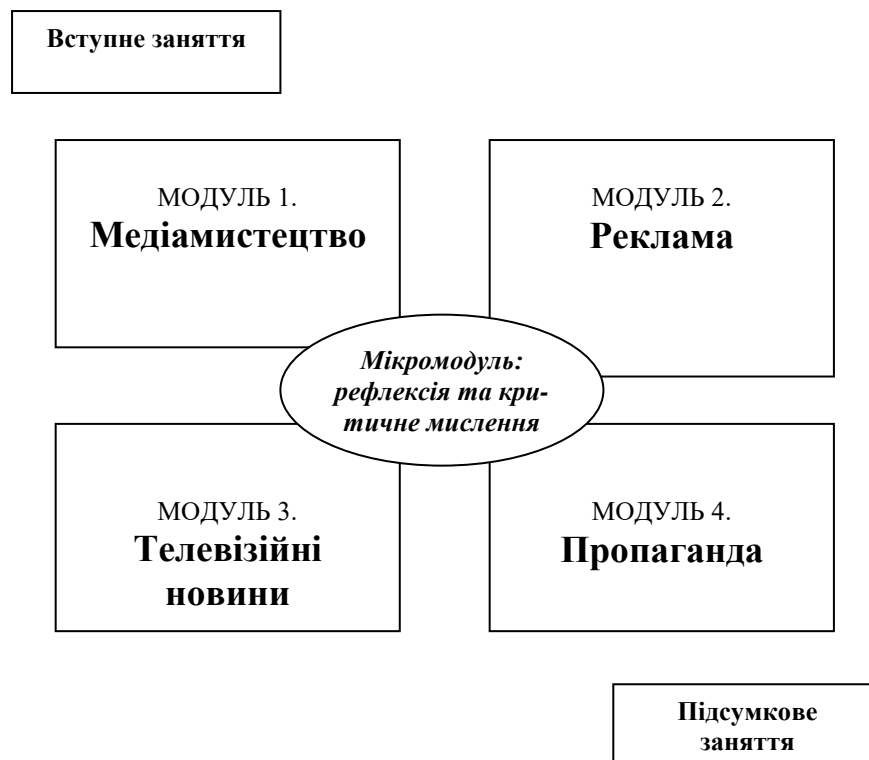 Вступне заняття
МОДУЛЬ 1.
Медіамистецтво
МОДУЛЬ 2.
Реклама
Мікромодуль:
рефлексія та кри-
тичне мислення
МОДУЛЬ 3.
Телевізійні
новини
МОДУЛЬ 4.
Пропаганда
Підсумкове
заняття